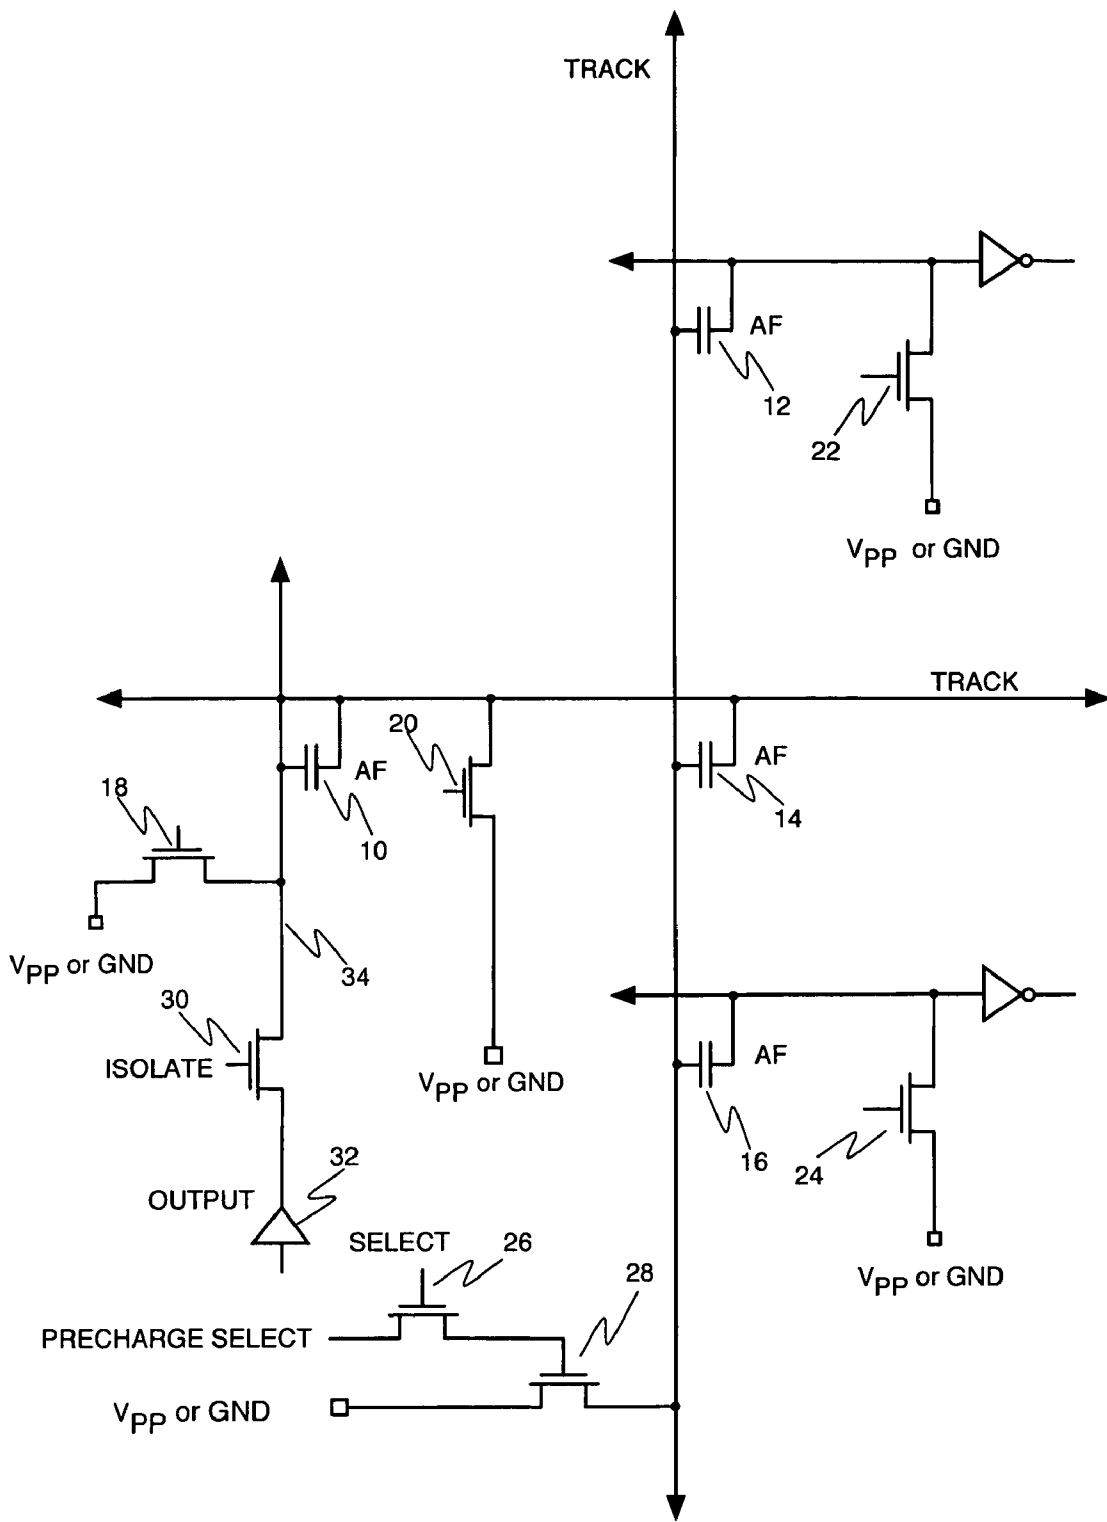 TRACK
AF
12
22
VPP or GND
TRACK
20
AF
AF
18
10
14
VPP or GND
34
30
ISOLATE
VPP or GND
AF
16
24
32
OUTPUT
SELECT
26
28
VPP or GND
PRECHARGE SELECT
VPP or GND